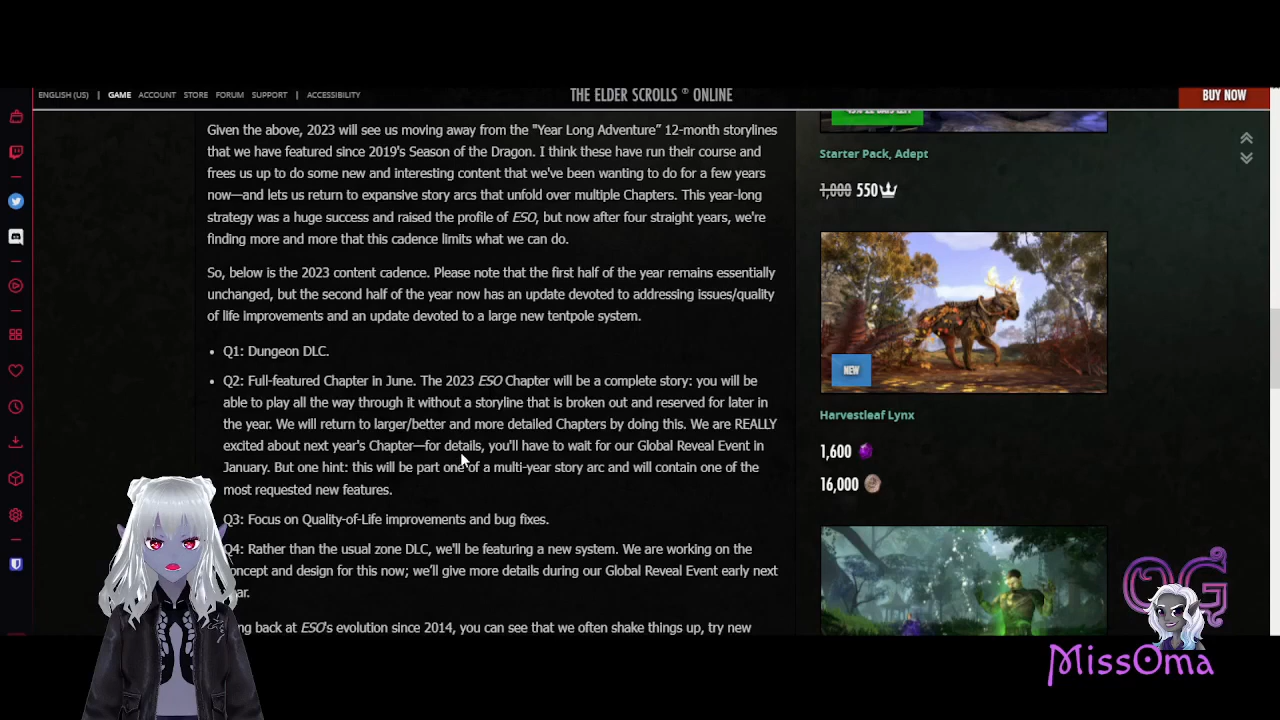 ENGLISH (US) | GAME ACCOUNT STORE FORUM SUPPORT | ACCESSIBILITY
THE ELDER SCROLLS ® ONLINE
BUY NOW
Given the above, 2023 will see us moving away from the "Year Long Adventure” 12-month storylines
that we have featured since 2019's Season of the Dragon. I think these have run their course and
frees us up to do some new and interesting content that we've been wanting to do for a few years
now—and lets us return to expansive story arcs that unfold over multiple Chapters. This year-long
strategy was a huge success and raised the profile of ESO, but now after four straight years, we're
finding more and more that this cadence limits what we can do.
So, below is the 2023 content cadence. Please note that the first half of the year remains essentially
unchanged, but the second half of the year now has an update devoted to addressing issues/quality
of life improvements and an update devoted to a large new tentpole system.
• Q1: Dungeon DLC.
• Q2: Full-featured Chapter in June. The 2023 ESO Chapter will be a complete story: you will be
able to play all the way through it without a storyline that is broken out and reserved for later in
the year. We will return to larger/better and more detailed Chapters by doing this. We are REALLY
excited about next year's Chapter—for details, you'll have to wait for our Global Reveal Event in
January. But one hint: this will be part one of a multi-year story arc and will contain one of the
most requested new features.
Q3: Focus on Quality-of-Life improvements and bug fixes.
Q4: Rather than the usual zone DLC, we'll be featuring a new system. We are working on the
concept and design for this now; we’ll give more details during our Global Reveal Event early next
back at ESO's evolution since 2014, you can see that we often shake things up, try new
Starter Pack, Adept
1,000 550
NEW
Harvestleaf Lynx
1,600
16,000
OG
MissOma